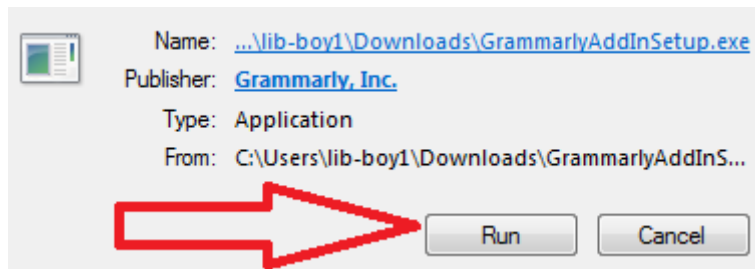 Name: ...\lib-boy1\Downloads\GrammarlyAddInSetup.exe
Publisher: Grammarly, Inc.
Type: Application
From: C:\Users\lib-boy1\Downloads\GrammarlyAddInS...
Run Cancel